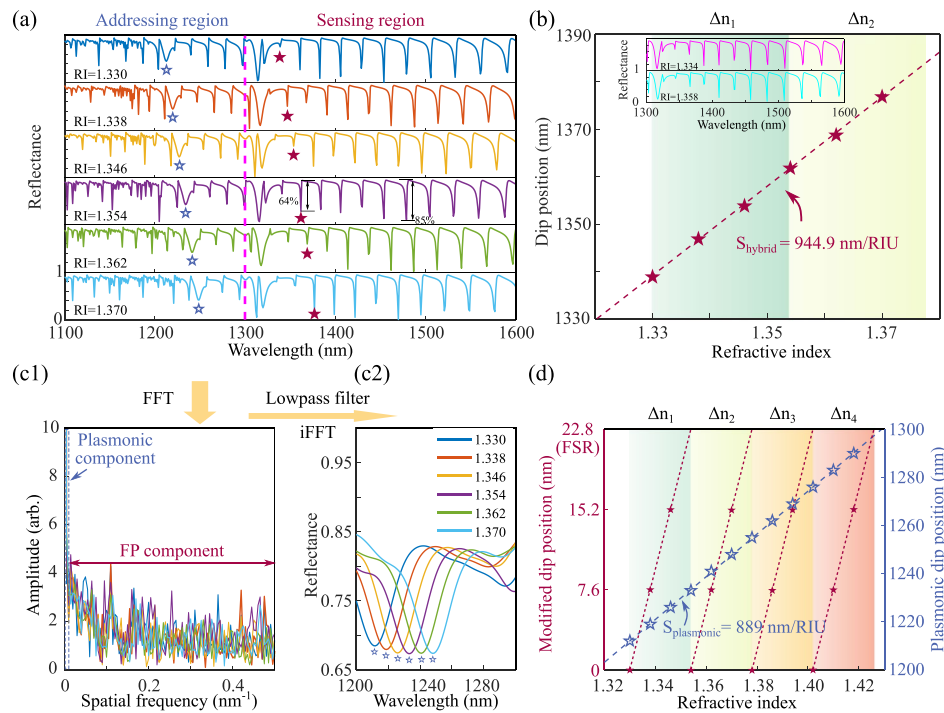 (a)
Addressing region
Sensing region
RI=1.330
RI=1.338
RI=1.346
RI=1.354
64%
85%
RI=1.362
RI=1.370
Reflectance
1
0
1100
1200
1300
1400
1500
1600
Wavelength (nm)
(b)
Δn1
Δn2
1390
1370
1350
1330
Dip position (nm)
Reflectance
1
0
RI=1.334
RI=1.358
1300
1400
1500
1600
Wavelength (nm)
Shybrid = 944.9 nm/RIU
1.33
1.35
1.37
Refractive index
(c1)
FFT
Lowpass filter
iFFT
10
8
6
4
2
0
Amplitude (arb.)
Plasmonic
component
FP component
0
0.2
0.4
Spatial frequency (nm-1)
(c2)
0.95
0.85
0.75
0.65
Reflectance
1.330
1.338
1.346
1.354
1.362
1.370
1200
1240
1280
Wavelength (nm)
(d)
Δn1
Δn2
Δn3
Δn4
22.8
(FSR)
15.2
7.6
0
Modified dip position (nm)
1300
1280
1260
1240
1220
1200
Plasmonic dip position (nm)
Splasmonic = 889 nm/RIU
1.32
1.34
1.36
1.38
1.40
1.42
Refractive index